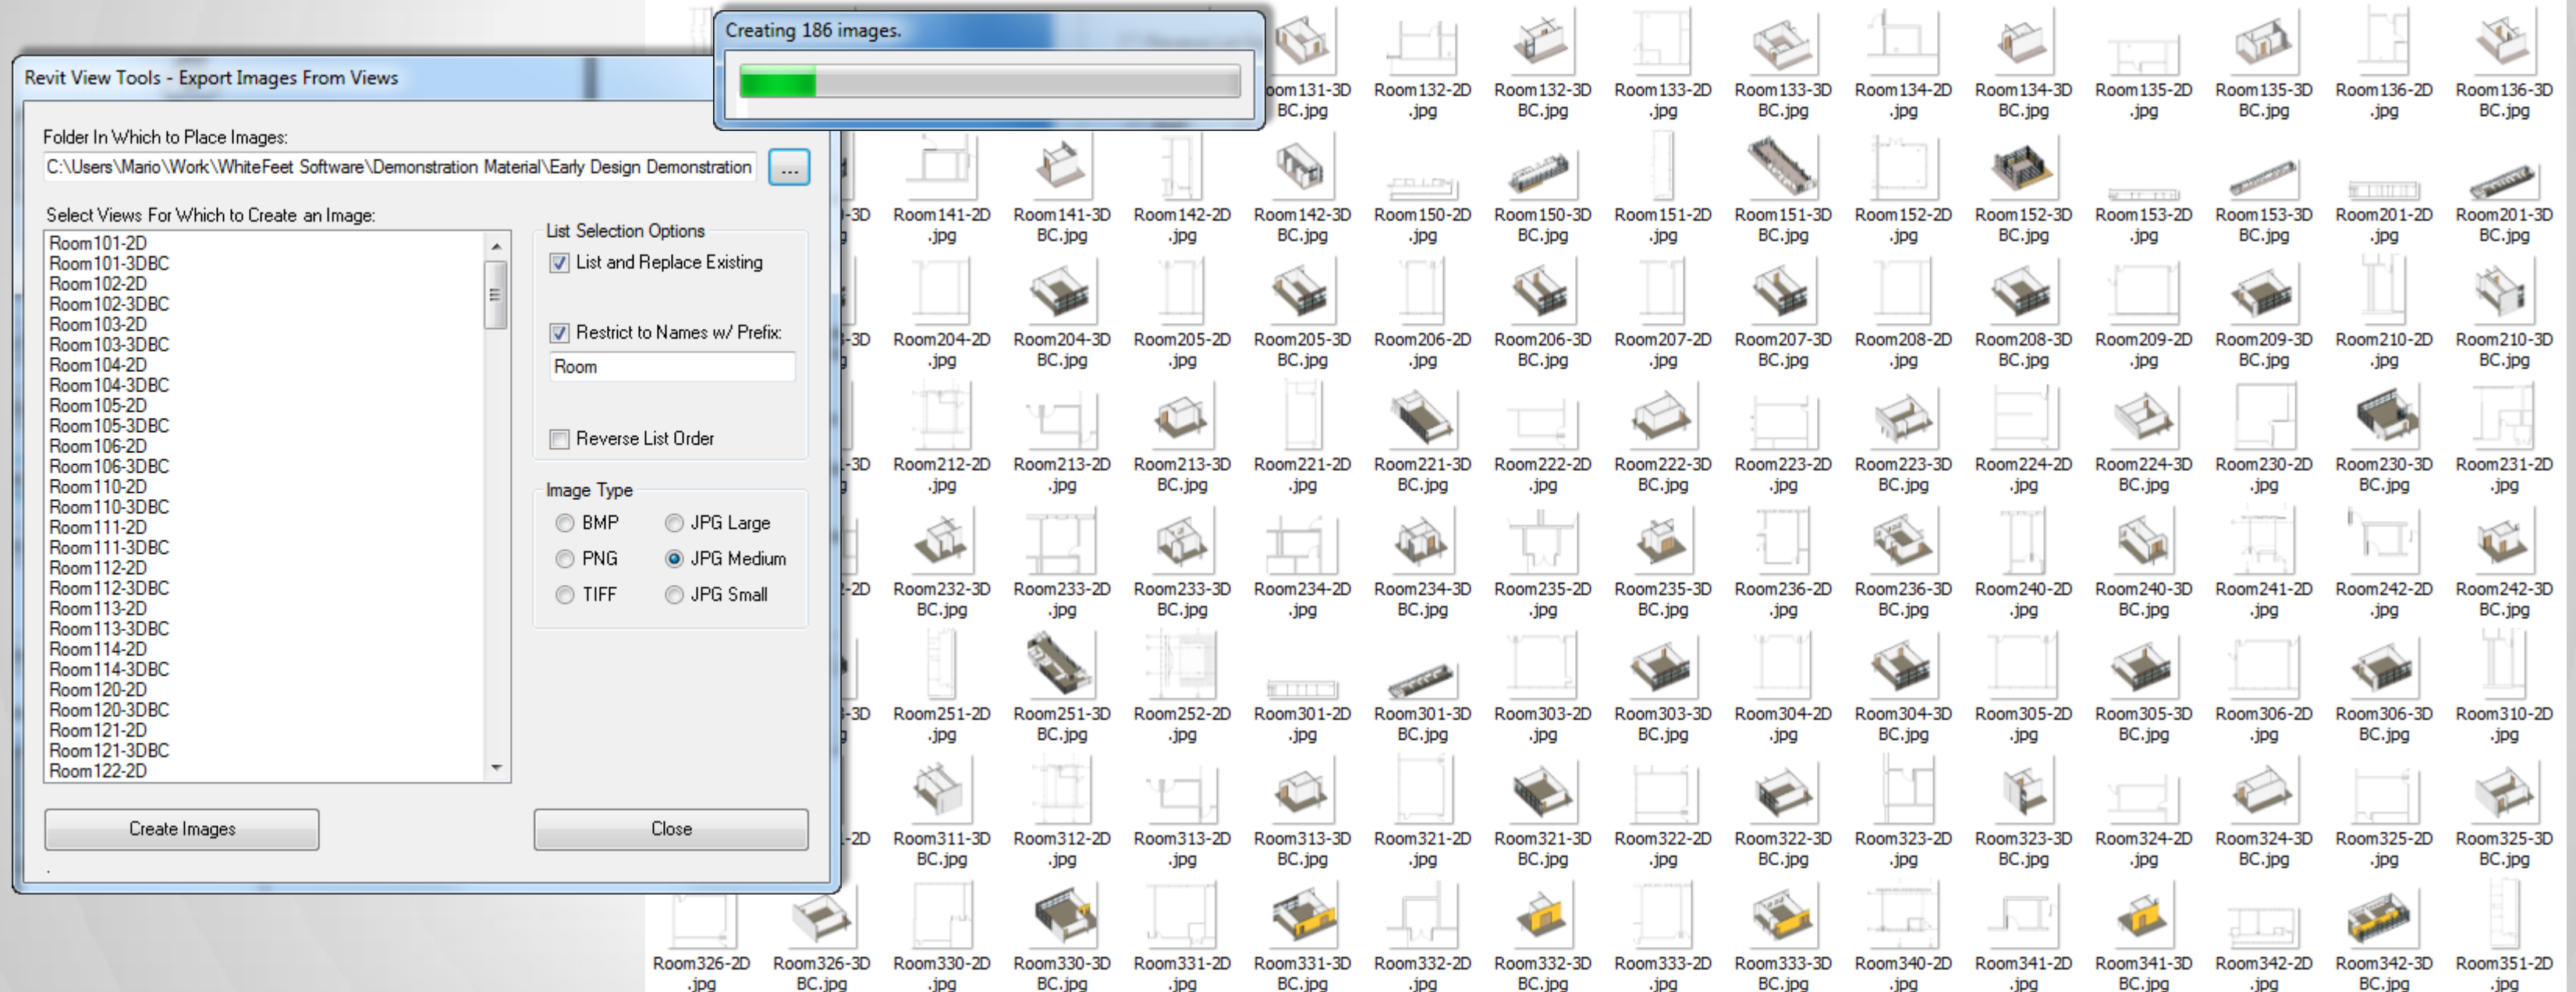 Creating 186 images.
Revit View Tools - Export Images From Views
Folder In Which to Place Images:
C:\Users\Mario\Work\WhiteFeet Software\Demonstration Material\Early Design Demonstration
...
Select Views For Which to Create an Image:
Room101-2D
Room101-3DBC
Room102-2D
Room102-3DBC
Room103-2D
Room103-3DBC
Room104-2D
Room104-3DBC
Room105-2D
Room105-3DBC
Room106-2D
Room106-3DBC
Room110-2D
Room110-3DBC
Room111-2D
Room111-3DBC
Room112-2D
Room112-3DBC
Room113-2D
Room113-3DBC
Room114-2D
Room114-3DBC
Room120-2D
Room120-3DBC
Room121-2D
Room121-3DBC
Room122-2D
List Selection Options
List and Replace Existing
Restrict to Names w/ Prefix:
Room
Reverse List Order
Image Type
BMP
JPG Large
PNG
JPG Medium
TIFF
JPG Small
Create Images
Close
.
oom131-3D Room132-2D Room132-3D Room133-2D Room133-3D Room134-2D Room134-3D Room135-2D Room135-3D Room136-2D Room136-3D
BC.jpg .jpg BC.jpg .jpg BC.jpg .jpg BC.jpg .jpg BC.jpg .jpg BC.jpg
-3D Room141-2D Room141-3D Room142-2D Room142-3D Room150-2D Room150-3D Room151-2D Room151-3D Room152-2D Room152-3D Room153-2D Room153-3D Room201-2D Room201-3D
.jpg BC.jpg .jpg BC.jpg .jpg BC.jpg .jpg BC.jpg .jpg BC.jpg .jpg BC.jpg .jpg BC.jpg
-3D Room204-2D Room204-3D Room205-2D Room205-3D Room206-2D Room206-3D Room207-2D Room207-3D Room208-2D Room208-3D Room209-2D Room209-3D Room210-2D Room210-3D
.jpg BC.jpg .jpg BC.jpg .jpg BC.jpg .jpg BC.jpg .jpg BC.jpg .jpg BC.jpg .jpg BC.jpg
-3D Room212-2D Room213-2D Room213-3D Room221-2D Room221-3D Room222-2D Room222-3D Room223-2D Room223-3D Room224-2D Room224-3D Room230-2D Room230-3D Room231-2D
.jpg .jpg BC.jpg .jpg BC.jpg .jpg BC.jpg .jpg BC.jpg .jpg BC.jpg .jpg BC.jpg .jpg
-2D Room232-3D Room233-2D Room233-3D Room234-2D Room234-3D Room235-2D Room235-3D Room236-2D Room236-3D Room240-2D Room240-3D Room241-2D Room242-2D Room242-3D
BC.jpg .jpg BC.jpg .jpg BC.jpg .jpg BC.jpg .jpg BC.jpg .jpg BC.jpg .jpg .jpg BC.jpg
-3D Room251-2D Room251-3D Room252-2D Room301-2D Room301-3D Room303-2D Room303-3D Room304-2D Room304-3D Room305-2D Room305-3D Room306-2D Room306-3D Room310-2D
.jpg BC.jpg .jpg .jpg BC.jpg .jpg BC.jpg .jpg BC.jpg .jpg BC.jpg .jpg BC.jpg .jpg
-2D Room311-3D Room312-2D Room313-2D Room313-3D Room321-2D Room321-3D Room322-2D Room322-3D Room323-2D Room323-3D Room324-2D Room324-3D Room325-2D Room325-3D
BC.jpg .jpg .jpg BC.jpg .jpg BC.jpg .jpg BC.jpg .jpg BC.jpg .jpg BC.jpg .jpg BC.jpg
Room326-2D Room326-3D Room330-2D Room330-3D Room331-2D Room331-3D Room332-2D Room332-3D Room333-2D Room333-3D Room340-2D Room341-2D Room341-3D Room342-2D Room342-3D Room351-2D
.jpg BC.jpg .jpg BC.jpg .jpg BC.jpg .jpg BC.jpg .jpg BC.jpg .jpg .jpg BC.jpg .jpg BC.jpg .jpg